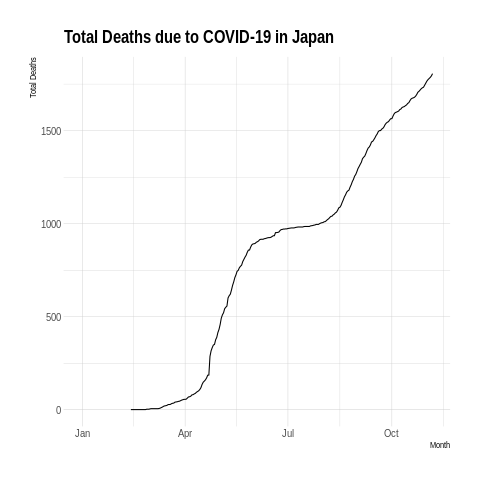 Total Deaths due to COVID-19 in Japan
Total Deaths
1500
1000
500
0
Jan Apr Jul Oct
Month